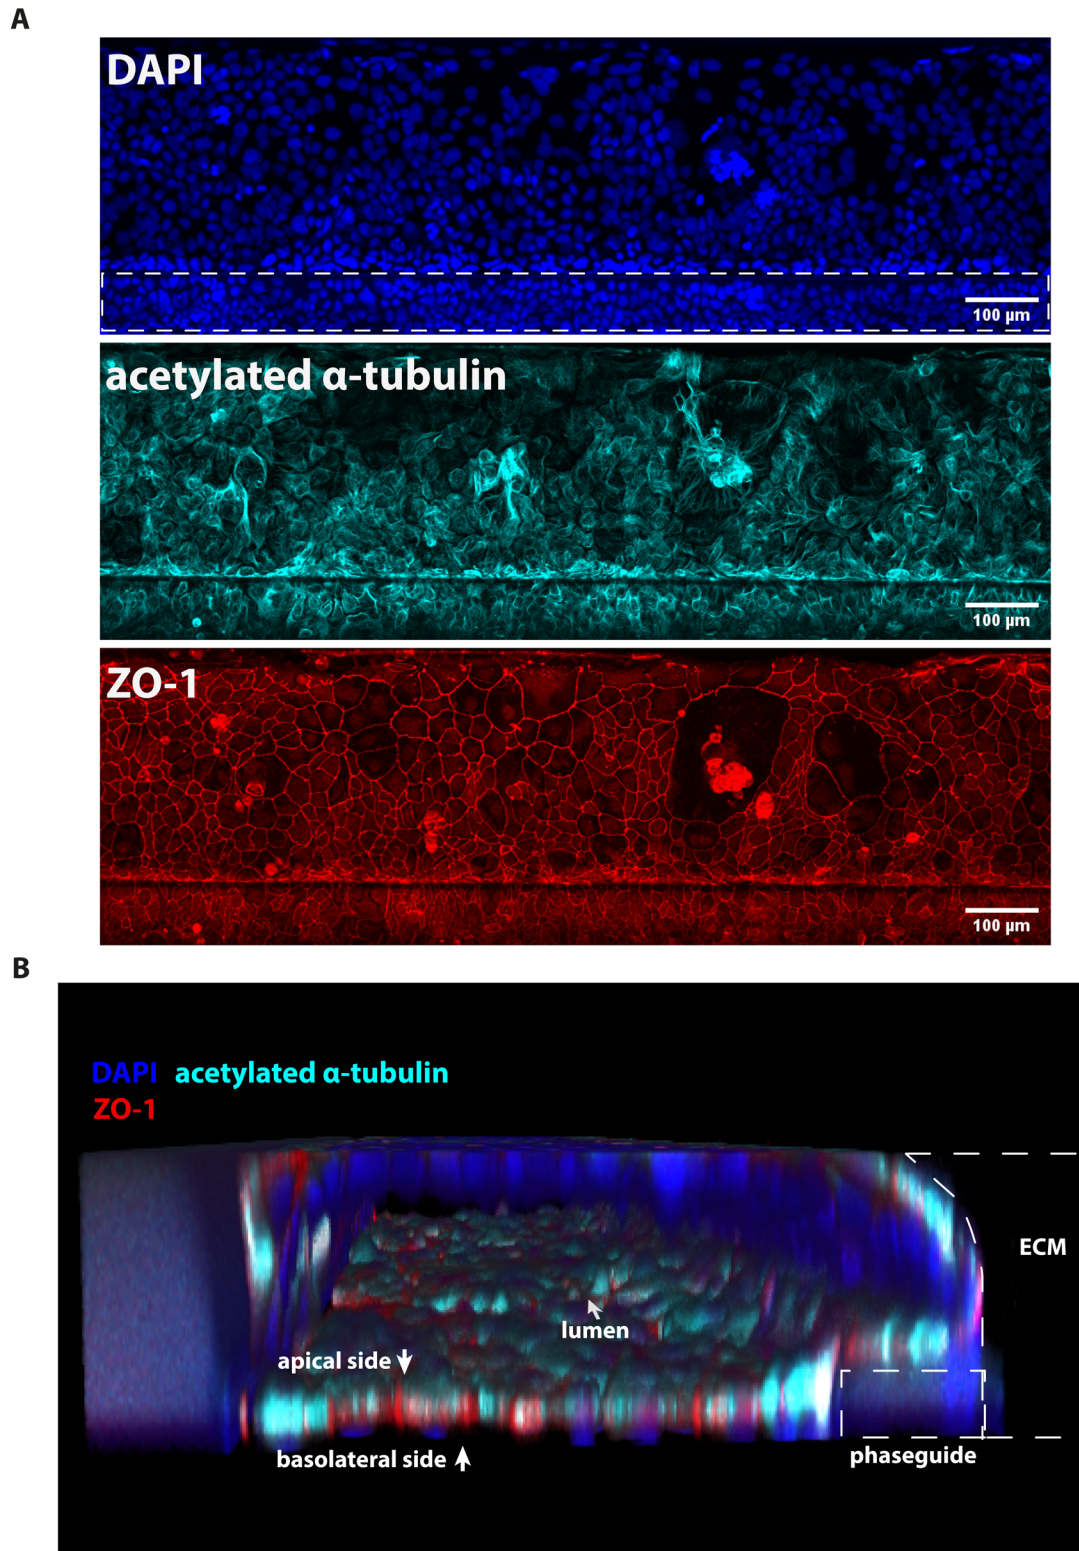 A
DAPI
100 µm
acetylated α-tubulin
100 µm
ZO-1
100 µm
B
DAPI acetylated α-tubulin
ZO-1
ECM
lumen
apical side
basolateral side
phaseguide